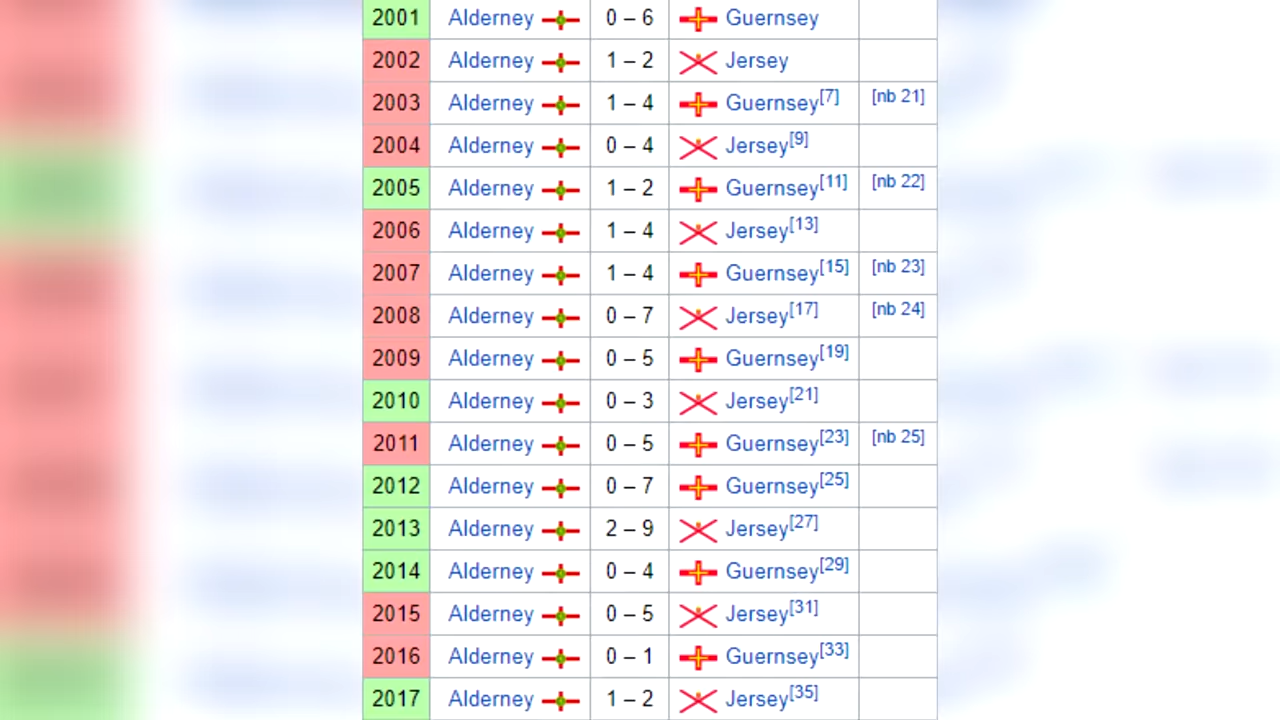 2001 Alderney 0 – 6 Guernsey
2002 Alderney 1 – 2 Jersey
2003 Alderney 1 – 4 Guernsey[7] [nb 21]
2004 Alderney 0 – 4 Jersey[9]
2005 Alderney 1 – 2 Guernsey[11] [nb 22]
2006 Alderney 1 – 4 Jersey[13]
2007 Alderney 1 – 4 Guernsey[15] [nb 23]
2008 Alderney 0 – 7 Jersey[17] [nb 24]
2009 Alderney 0 – 5 Guernsey[19]
2010 Alderney 0 – 3 Jersey[21]
2011 Alderney 0 – 5 Guernsey[23] [nb 25]
2012 Alderney 0 – 7 Guernsey[25]
2013 Alderney 2 – 9 Jersey[27]
2014 Alderney 0 – 4 Guernsey[29]
2015 Alderney 0 – 5 Jersey[31]
2016 Alderney 0 – 1 Guernsey[33]
2017 Alderney 1 – 2 Jersey[35]